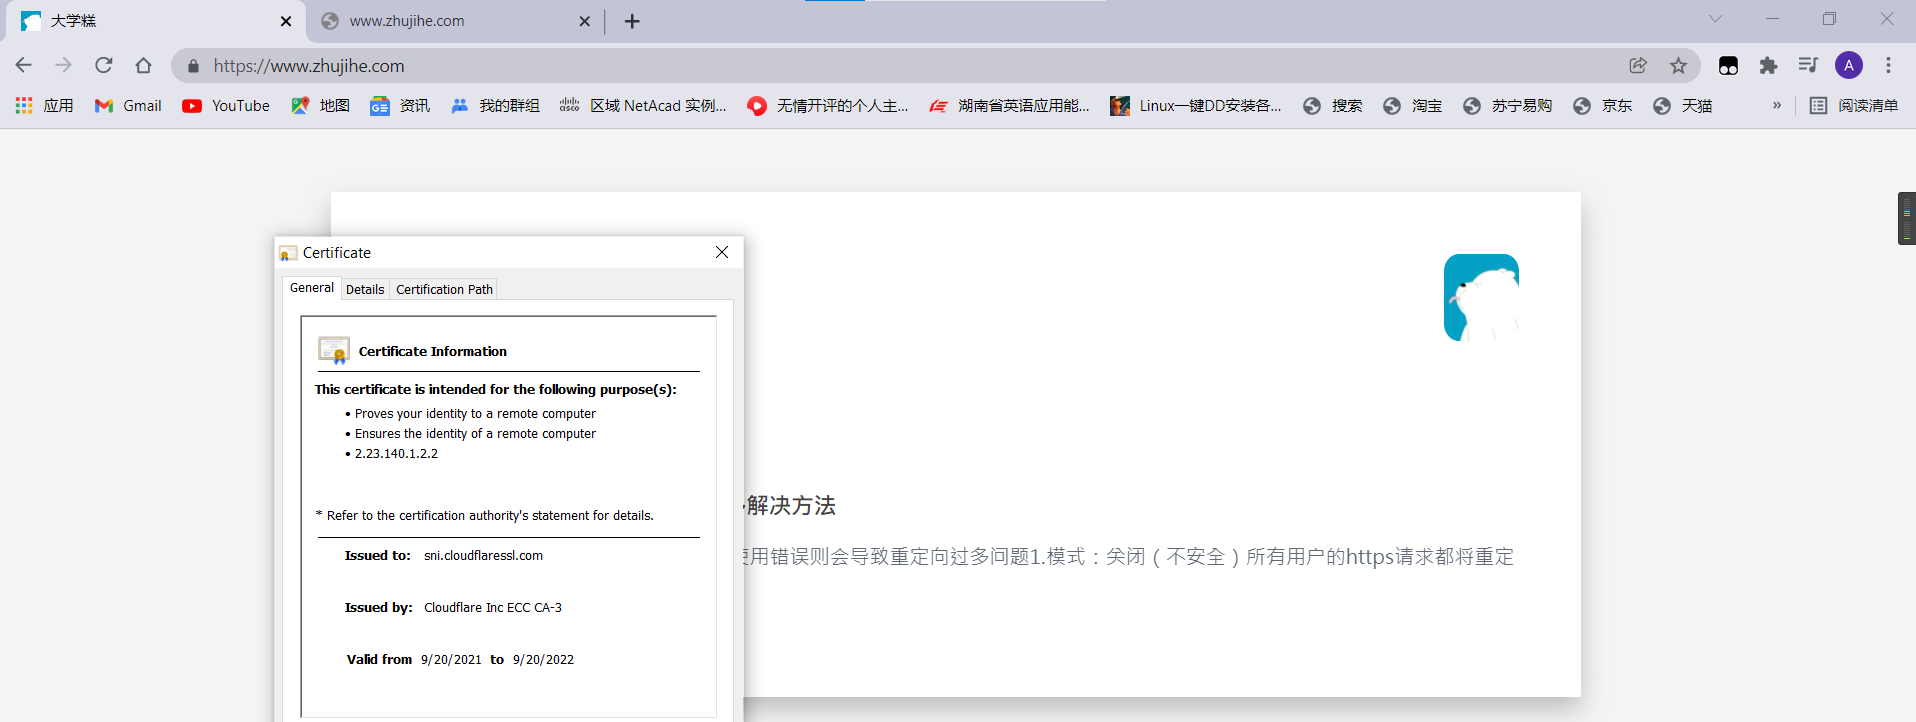 大学糕
www.zhujihe.com
https://www.zhujihe.com
A
应用
Gmail
YouTube
地图
资讯
我的群组
区域 NetAcad 实例...
无情开评的个人主...
湖南省英语应用能...
Linux一键DD安装各...
搜索
淘宝
苏宁易购
京东
天猫
»
阅读清单
Certificate
General
Details
Certification Path
Certificate Information
This certificate is intended for the following purpose(s):
• Proves your identity to a remote computer
• Ensures the identity of a remote computer
• 2.23.140.1.2.2
* Refer to the certification authority's statement for details.
Issued to: sni.cloudflaressl.com
Issued by: Cloudflare Inc ECC CA-3
Valid from 9/20/2021 to 9/20/2022
解决方法
使用错误则会导致重定向过多问题1.模式：关闭（不安全）所有用户的https请求都将重定